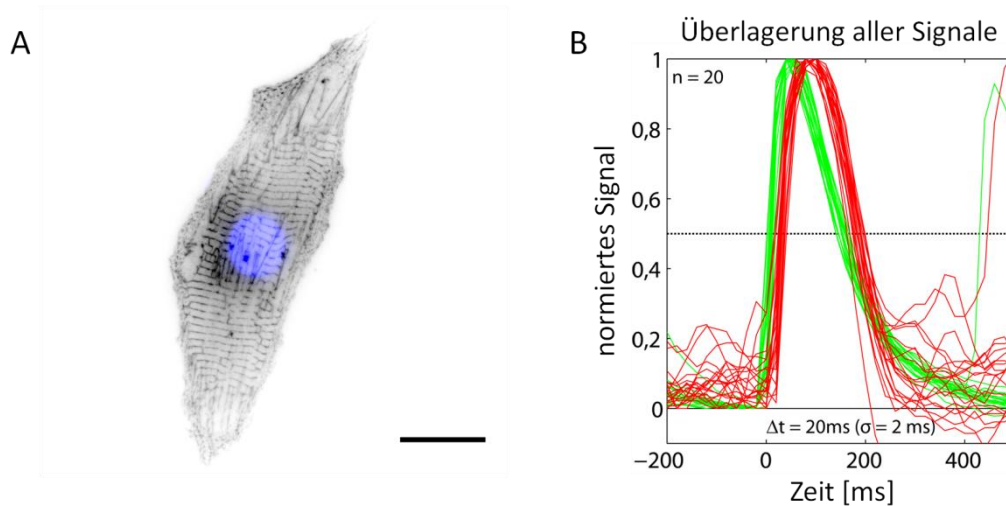 A
B
Überlagerung aller Signale
n = 20
1
0,8
0,6
0,4
0,2
0
normiertes Signal
Δt = 20ms (σ = 2 ms)
−200 0 200 400
Zeit [ms]